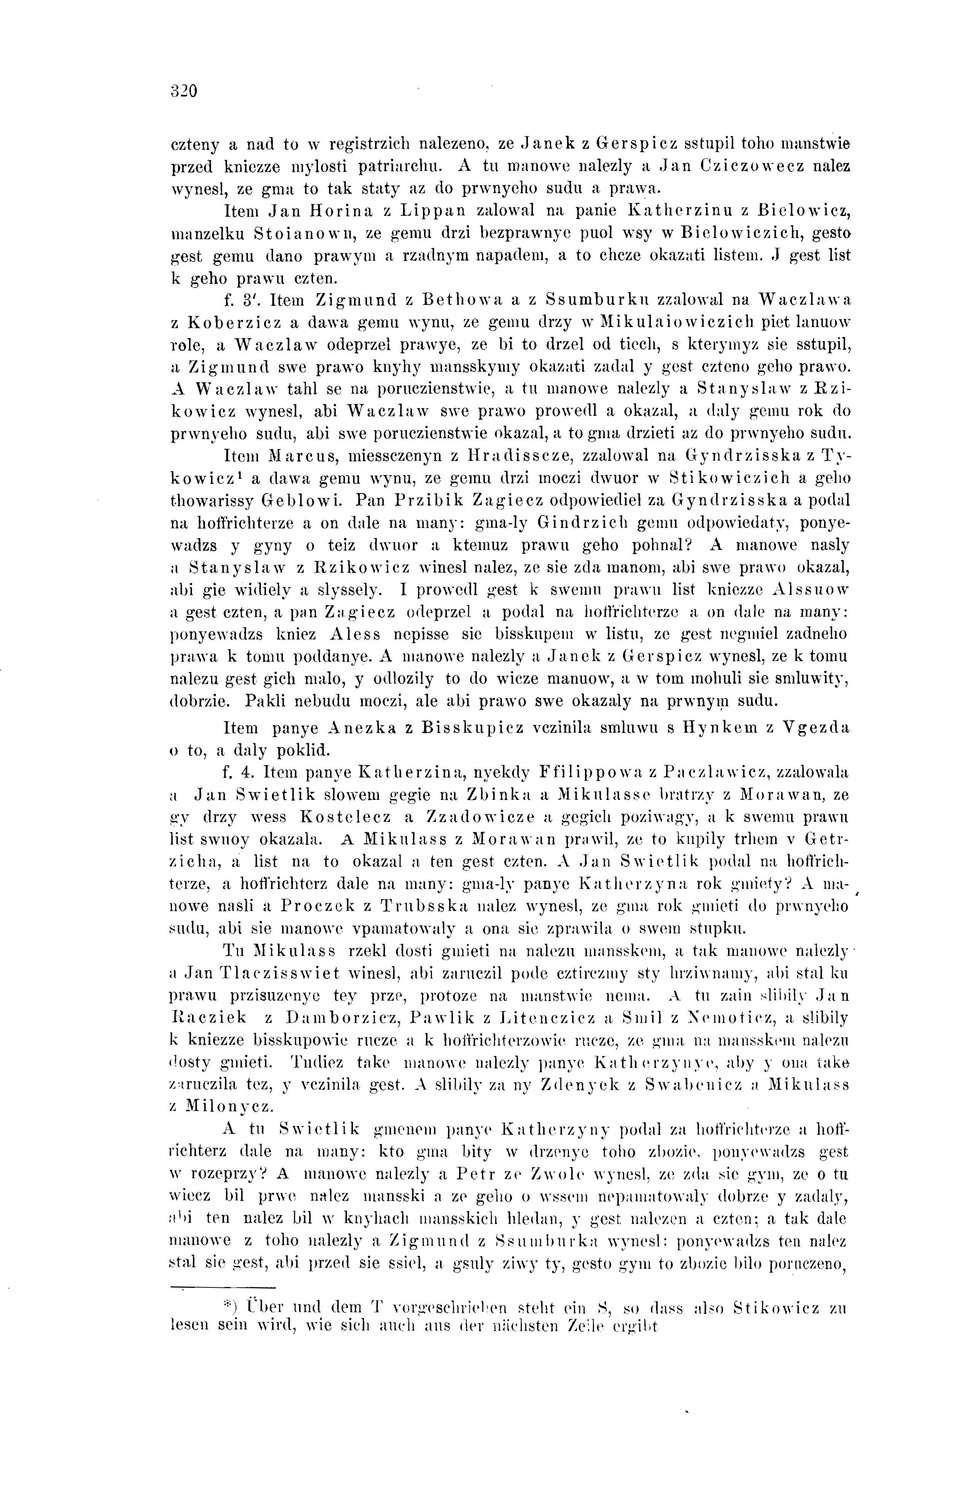 320
czteny a nad to w registrzich nalezeno, ze Janek z Gerspicz sstupil toho manstwie
przed kniezze mylosti patriarchu. A tu manowe nalezly a Jan Cziczowecz nalez
wynesl, ze gma to tak staty az do prwnycho sudu a prawa.
Item Jan Horina z Lippan zalowal na panie Katherzinu z Bielowicz,
manzelku Stoianowu, ze gemu drzi bezprawnye puol wsy w Bielowiczich, gesto
gest gemu dano prawym a rzadnym napadem, a to chcze okazati listem. J gest list
k geho prawu czten.
f. 3'. Item Zigmund z Bethowa a z Ssumburku zzalowal na Waczlawa
z Koberzicz a dawa gemu wynu, ze gemu drzy w Mikulaiowiczich piet lanuow
role, a Waczlaw odeprzel prawye, ze bi to drzel od tiech, s kterymyz sie sstupil,
a Zigmund swe prawo knyhy mansskymy okazati zadal y gest czteno geho prawo.
A Waczlaw tahl se na poruczienstwie, a tu manowe nalezly a Stanyslaw z Rzi-
kowicz wynesl, abi Waczlaw swe prawo prowedl a okazal, a daly gemu rok do
prwnyeho sudu, abi swe poruczienstwie okazal, a to gma drzieti az do prwnyeho sudu.
Item Marcus, miessczenyn z Hradisscze, zzalowal na Gyndrzisska z Ty-
kowicz¹ a dawa gemu wynu, ze gemu drzi moczi dwuor w Stikowiczich a geho
thowarissy Geblowi. Pan Przibik Zagiecz odpowiediel za Gyndrzisska a podal
na hoffrichterze a on dale na many: gma-ly Gindrzich gemu odpowiedaty, ponye-
wadzs y gyny o teiz dwuor a ktemuz prawu geho pohnal? A manowe nasly
a Stanyslaw z Rzikowicz winesl nalez, ze sie zda manom, abi swe prawo okazal,
abi gie widiely a slyssely. I prowedl gest k swemu prawu list kniezze Alssuow
a gest czten, a pan Zagiecz odeprzel a podal na hoffrichterze a on dale na many:
ponyewadzs kniez Aless nepisse sie bisskupem w listu, ze gest negmiel zadneho
prawa k tomu poddanye. A manowe nalezly a Janek z Gerspicz wynesl, ze k tomu
nalezu gest gich malo, y odlozily to do wicze manuow, a w tom mohuli sie smluwity,
dobrzie. Pakli nebudu moczi, ale abi prawo swe okazaly na prwnym sudu.
Item panye Anezka z Bisskupicz vczinila smluwu s Hynkem z Vgezda
o to, a daly poklid.
f. 4. Item panye Katherzina, nyekdy Ffilippowa z Paczlawicz, zzalowala
a Jan Swietlik slowem gegie na Zbinka a Mikulasse bratrzy z Morawan, ze
gy drzy wess Kostelecz a Zzadowicze a gegich poziwagy, a k swemu prawu
list swuoy okazala. A Mikulass z Morawan prawil, ze to kupily trhem v Getr-
zicha, a list na to okazal a ten gest czten. A Jan Swietlik podal na hoffrich-
terze, a hoffrichterz dale na many: gma-ly panye Katherzyna rok gmiety? A ma-
nowe nasli a Proczek z Trubsska nalez wynesl, ze gma rok gmieti do prwnyeho
sudu, abi sie manowe vpamatowaly a ona sie zprawila o swem stupku.
Tu Mikulass rzekl dosti gmieti na nalezu mansskem, a tak manowe nalezly
a Jan Tlaczisswiet winesl, abi zaruczil pode cztirczmy sty hrziwnamy, abi stal ku
prawu przisuzenye tey prze, protoze na manstwie nema. A tu zain slibily Jan
Racziek z Damborzicz, Pawlik z Litenczicz a Smil z Nemoticz, a slibily
k kniezze bisskupowie rucze a k hoffrichterzowie rucze, ze gma na mansskem nalezu
dosty gmieti. Tudiez take manowe nalezly panye Katherzynye, aby y ona take
zaruczila tez, y vczinila gest. A slibily za ny Zdenyek z Swabenicz a Mikulass
z Milonycz.
A tu Swietlik gmenem panye Katherzyny podal za hoffrichterze a hoff-
richterz dale na many: kto gma bity w drzenye toho zbozie, ponyewadzs gest
w rozeprzy? A manowe nalezly a Petr ze Zwole wynesl, ze zda sie gym, ze o tu
wiecz bil prwe nalez mansski a ze geho o wssem nepamatowaly dobrze y zadaly,
abi ten nalez bil w knyhach mansskich hledan, y gest nalezen a czten; a tak dale
manowe z toho nalezly a Zigmund z Ssumburka wynesl: ponyewadzs ten nalez
stal sie gest, abi przed sie ssiel, a gsuly ziwy ty, gesto gym to zbozie bilo poruczeno,
*) Über und dem T vorgeschrieben steht ein S, so dass also Stikowicz zu
lesen sein wird, wie sich auch aus der nächsten Zeile ergibt